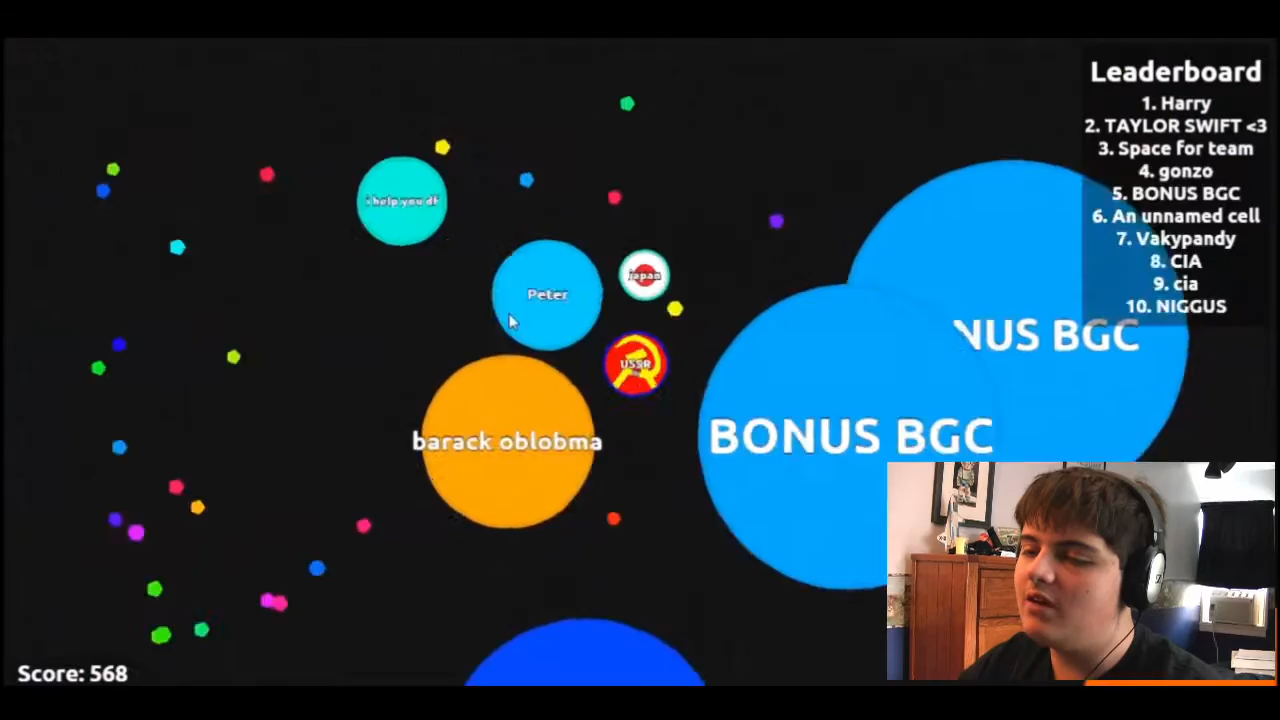 Leaderboard
1. Harry
2. TAYLOR SWIFT <3
3. Space for team
4. gonzo
5. BONUS BGC
6. An unnamed cell
7. Vakypandy
8. CIA
9. cia
10. NIGGUS
i help you
Peter
japan
USSR
barack oblobma
NUS BGC
BONUS BGC
Score: 568